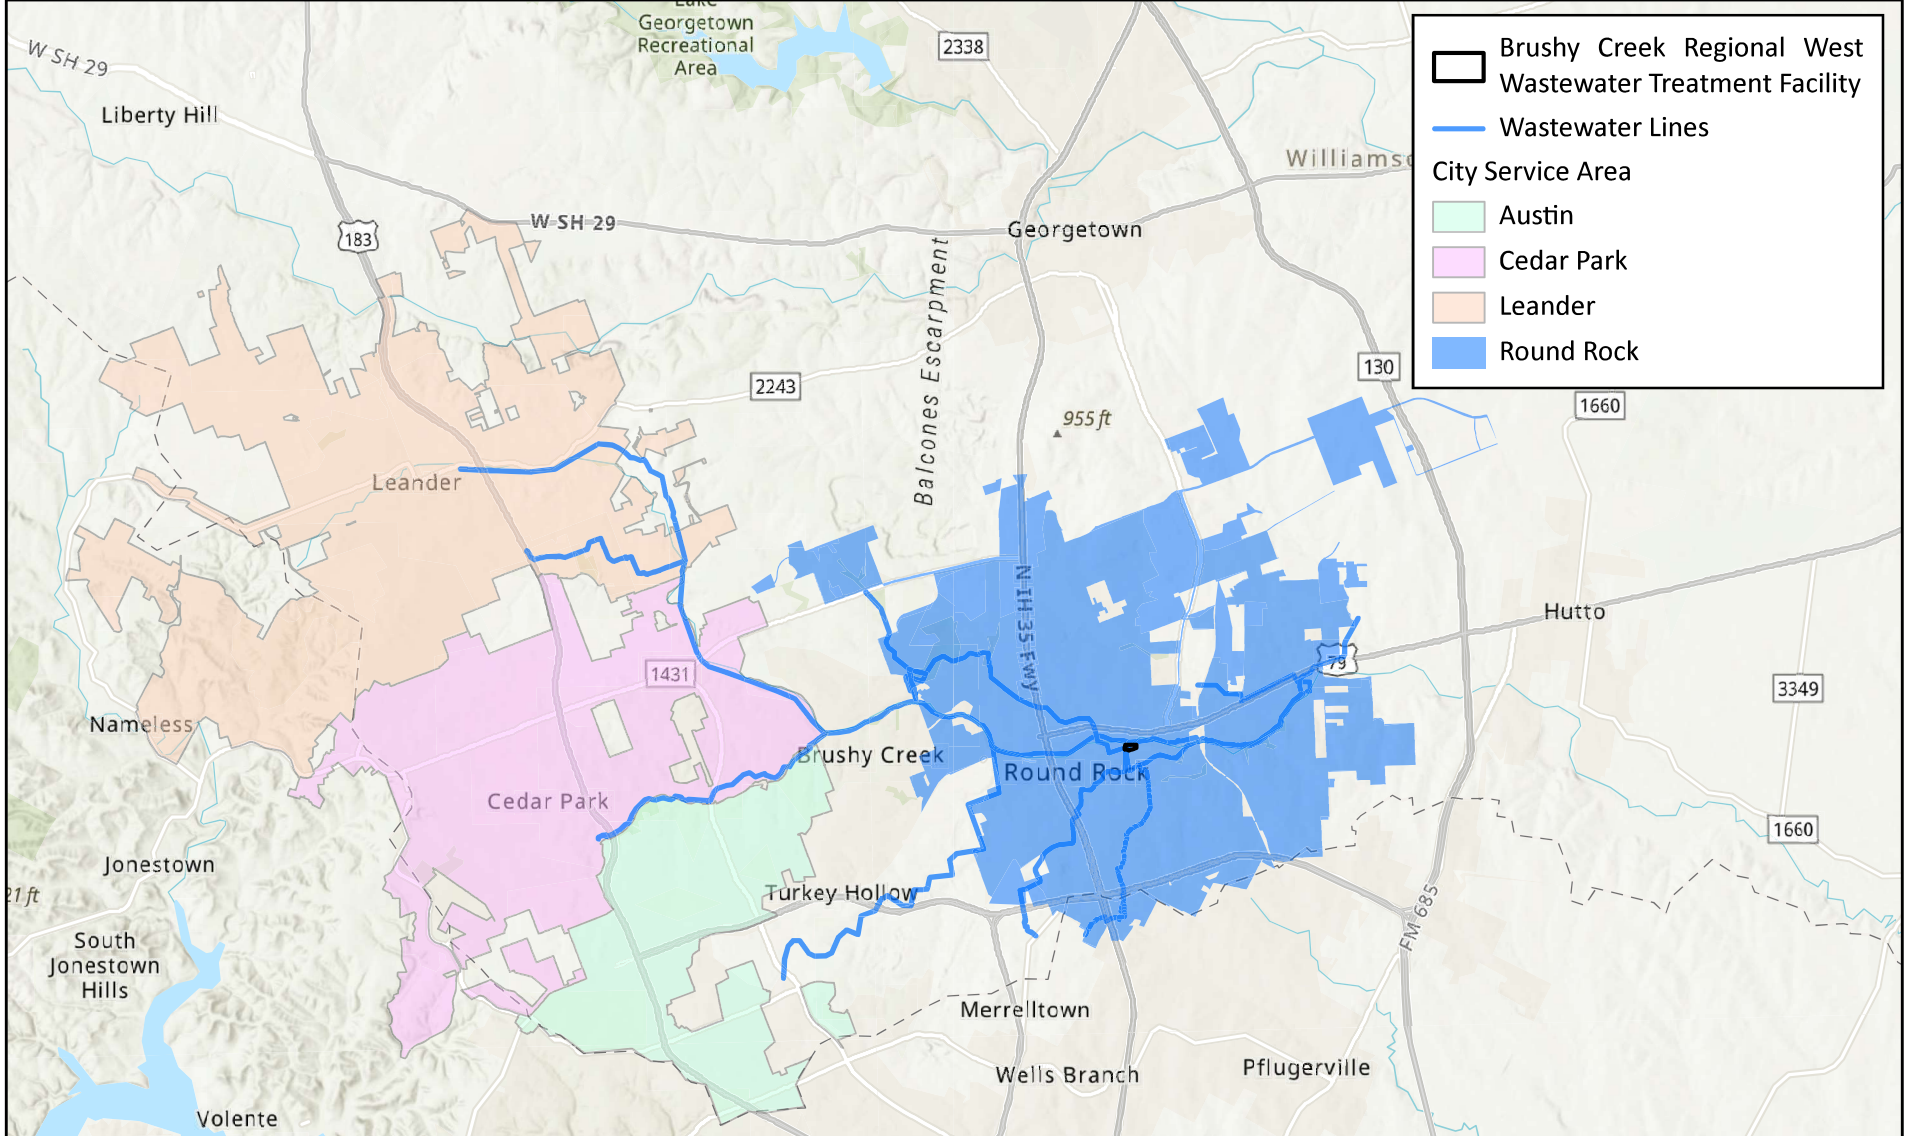 Lake
Georgetown
Recreational
Area
2338
W SH 29
Liberty Hill
183
W SH 29
Georgetown
Balcones Escarpment
2243
955 ft
130
1660
Leander
N IH 35 Fwy
Hutto
79
1431
3349
Nameless
Brushy Creek
Round Rock
Cedar Park
1660
Jonestown
21 ft
Turkey Hollow
FM 685
South
Jonestown
Hills
Merrelltown
Wells Branch
Pflugerville
Volente
Williamso
Brushy Creek Regional West
Wastewater Treatment Facility
Wastewater Lines
City Service Area
Austin
Cedar Park
Leander
Round Rock